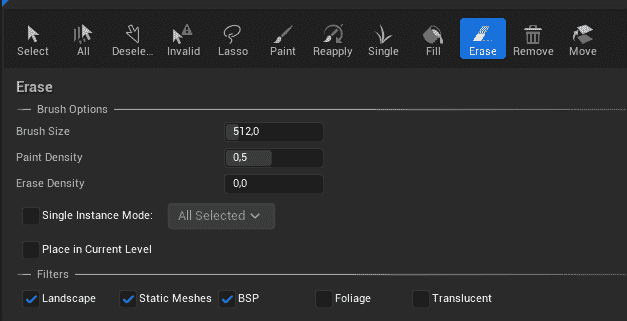 Select All Desele... Invalid Lasso Paint Reapply Single Fill Erase Remove Move
Erase
Brush Options
Brush Size 512,0
Paint Density 0,5
Erase Density 0,0
Single Instance Mode: All Selected
Place in Current Level
Filters
Landscape Static Meshes BSP Foliage Translucent